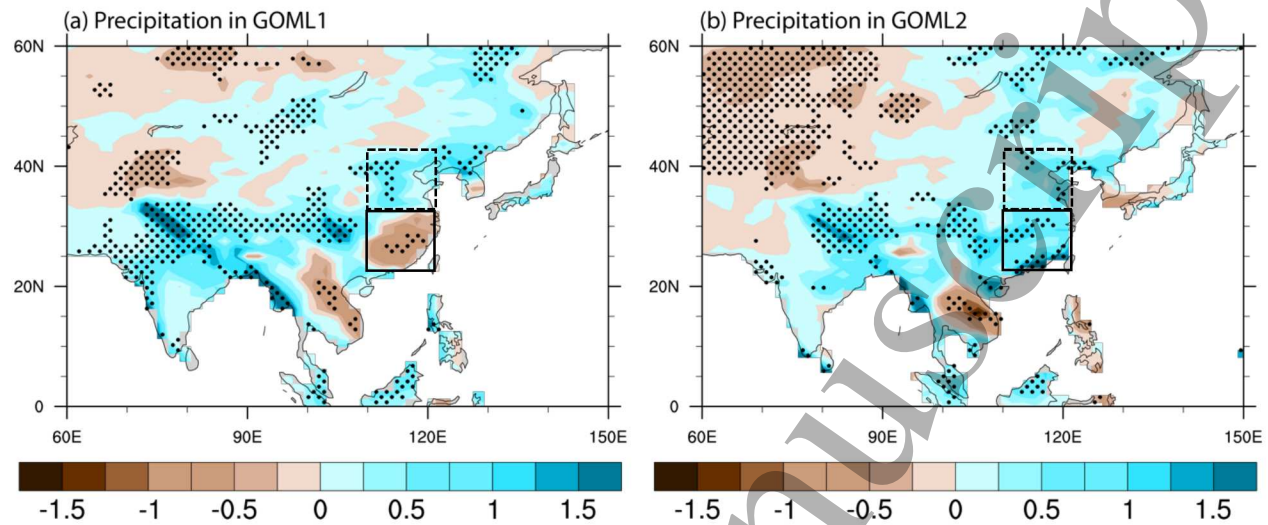 (a) Precipitation in GOML1
(b) Precipitation in GOML2
60N
40N
20N
0
60E 90E 120E 150E
60N
40N
20N
0
60E 90E 120E 150E
-1.5 -1 -0.5 0 0.5 1 1.5
-1.5 -1 -0.5 0 0.5 1 1.5
nuscrip